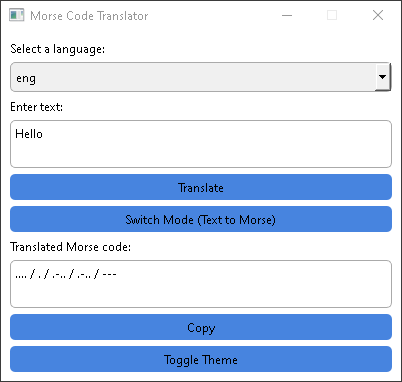 Morse Code Translator
Select a language:
eng
Enter text:
Hello
Translate
Switch Mode (Text to Morse)
Translated Morse code:
.... / . / .-.. / .-.. / ---
Copy
Toggle Theme